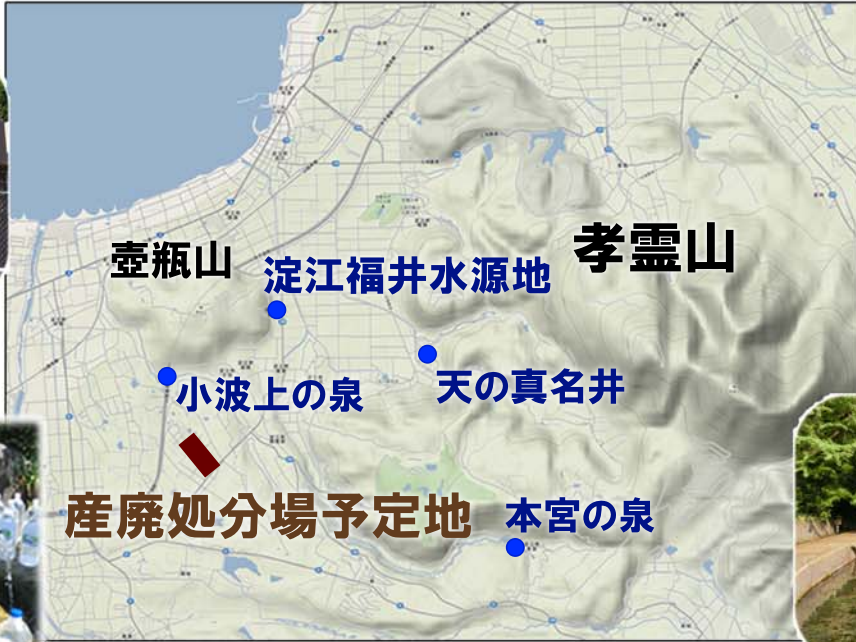 壺瓶山
淀江福井水源地
孝霊山
小波上の泉
天の真名井
産廃処分場予定地
本宮の泉